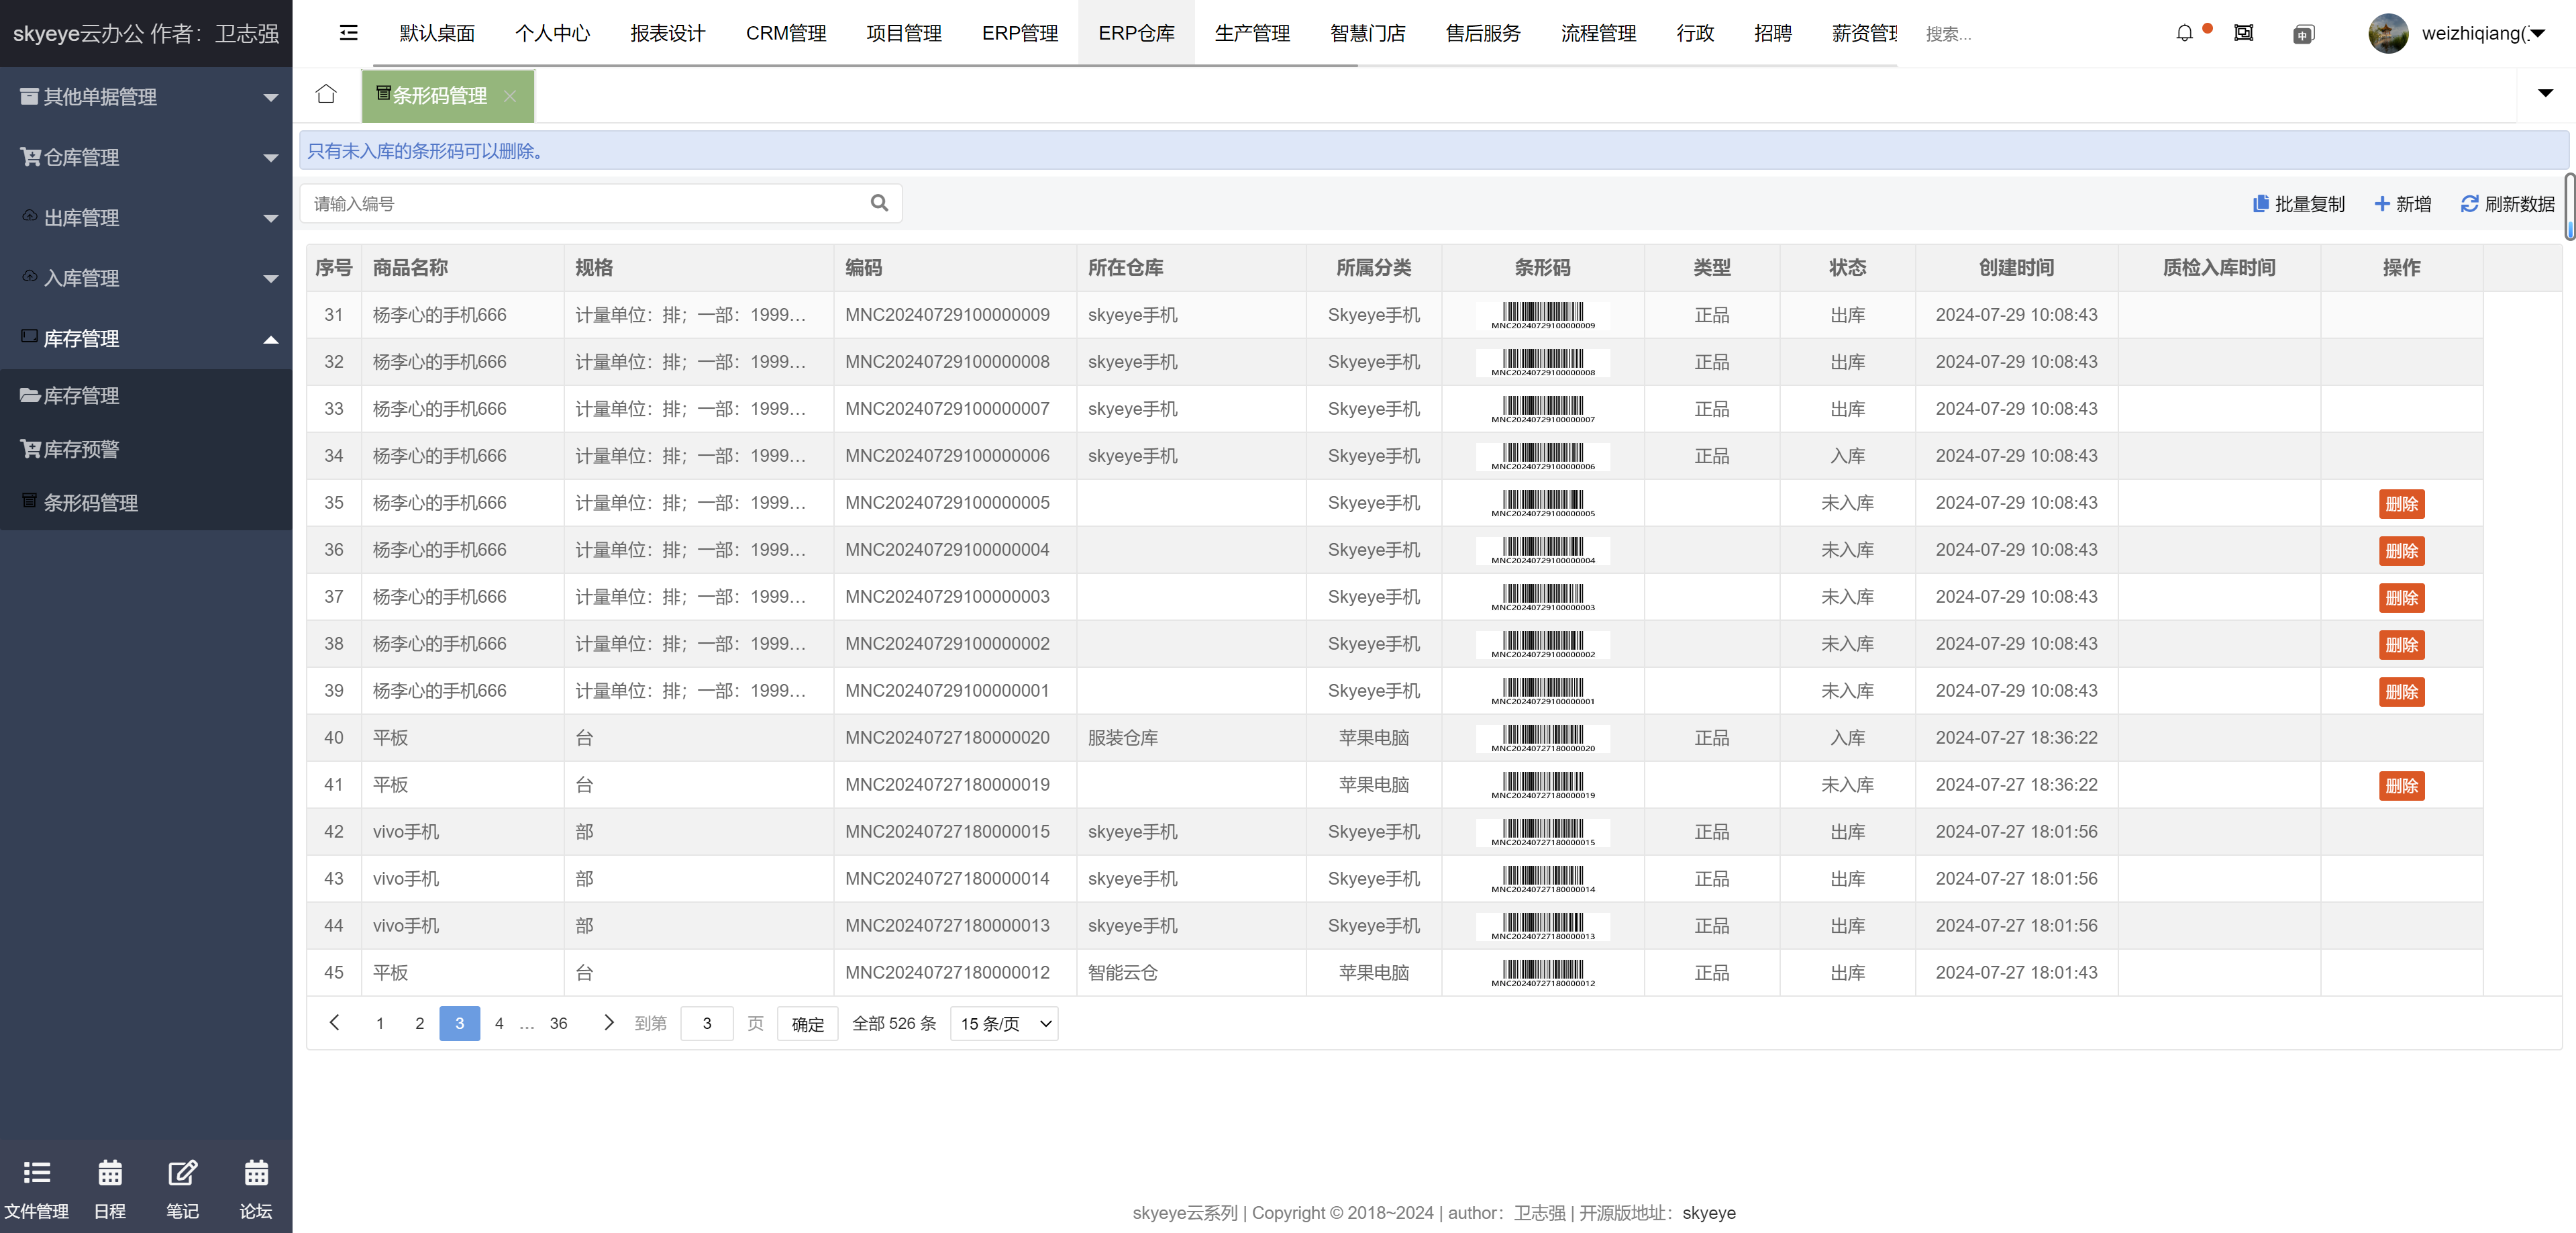 skyeye云办公 作者：卫志强
默认桌面 个人中心 报表设计 CRM管理 项目管理 ERP管理 ERP仓库 生产管理 智慧门店 售后服务 流程管理 行政 招聘 薪资管理 搜索... 中 weizhiqiang(
其他单据管理
仓库管理
出库管理
入库管理
库存管理
库存管理
库存预警
条形码管理
文件管理 日程 笔记 论坛
条形码管理
只有未入库的条形码可以删除。
请输入编号 批量复制 新增 刷新数据
序号 商品名称 规格 编码 所在仓库 所属分类 条形码 类型 状态 创建时间 质检入库时间 操作
31 杨李心的手机666 计量单位：排；一部：1999... MNC20240729100000009 skyeye手机 Skyeye手机 MNC20240729100000009 正品 出库 2024-07-29 10:08:43
32 杨李心的手机666 计量单位：排；一部：1999... MNC20240729100000008 skyeye手机 Skyeye手机 MNC20240729100000008 正品 出库 2024-07-29 10:08:43
33 杨李心的手机666 计量单位：排；一部：1999... MNC20240729100000007 skyeye手机 Skyeye手机 MNC20240729100000007 正品 出库 2024-07-29 10:08:43
34 杨李心的手机666 计量单位：排；一部：1999... MNC20240729100000006 skyeye手机 Skyeye手机 MNC20240729100000006 正品 入库 2024-07-29 10:08:43
35 杨李心的手机666 计量单位：排；一部：1999... MNC20240729100000005 Skyeye手机 MNC20240729100000005 未入库 2024-07-29 10:08:43 删除
36 杨李心的手机666 计量单位：排；一部：1999... MNC20240729100000004 Skyeye手机 MNC20240729100000004 未入库 2024-07-29 10:08:43 删除
37 杨李心的手机666 计量单位：排；一部：1999... MNC20240729100000003 Skyeye手机 MNC20240729100000003 未入库 2024-07-29 10:08:43 删除
38 杨李心的手机666 计量单位：排；一部：1999... MNC20240729100000002 Skyeye手机 MNC20240729100000002 未入库 2024-07-29 10:08:43 删除
39 杨李心的手机666 计量单位：排；一部：1999... MNC20240729100000001 Skyeye手机 MNC20240729100000001 未入库 2024-07-29 10:08:43 删除
40 平板 台 MNC20240727180000020 服装仓库 苹果电脑 MNC20240727180000020 正品 入库 2024-07-27 18:36:22
41 平板 台 MNC20240727180000019 苹果电脑 MNC20240727180000019 未入库 2024-07-27 18:36:22 删除
42 vivo手机 部 MNC20240727180000015 skyeye手机 Skyeye手机 MNC20240727180000015 正品 出库 2024-07-27 18:01:56
43 vivo手机 部 MNC20240727180000014 skyeye手机 Skyeye手机 MNC20240727180000014 正品 出库 2024-07-27 18:01:56
44 vivo手机 部 MNC20240727180000013 skyeye手机 Skyeye手机 MNC20240727180000013 正品 出库 2024-07-27 18:01:56
45 平板 台 MNC20240727180000012 智能云仓 苹果电脑 MNC20240727180000012 正品 出库 2024-07-27 18:01:43
1 2 3 4 … 36 到第 3 页 确定 全部 526 条 15 条/页
skyeye云系列 | Copyright © 2018~2024 | author：卫志强 | 开源版地址：skyeye